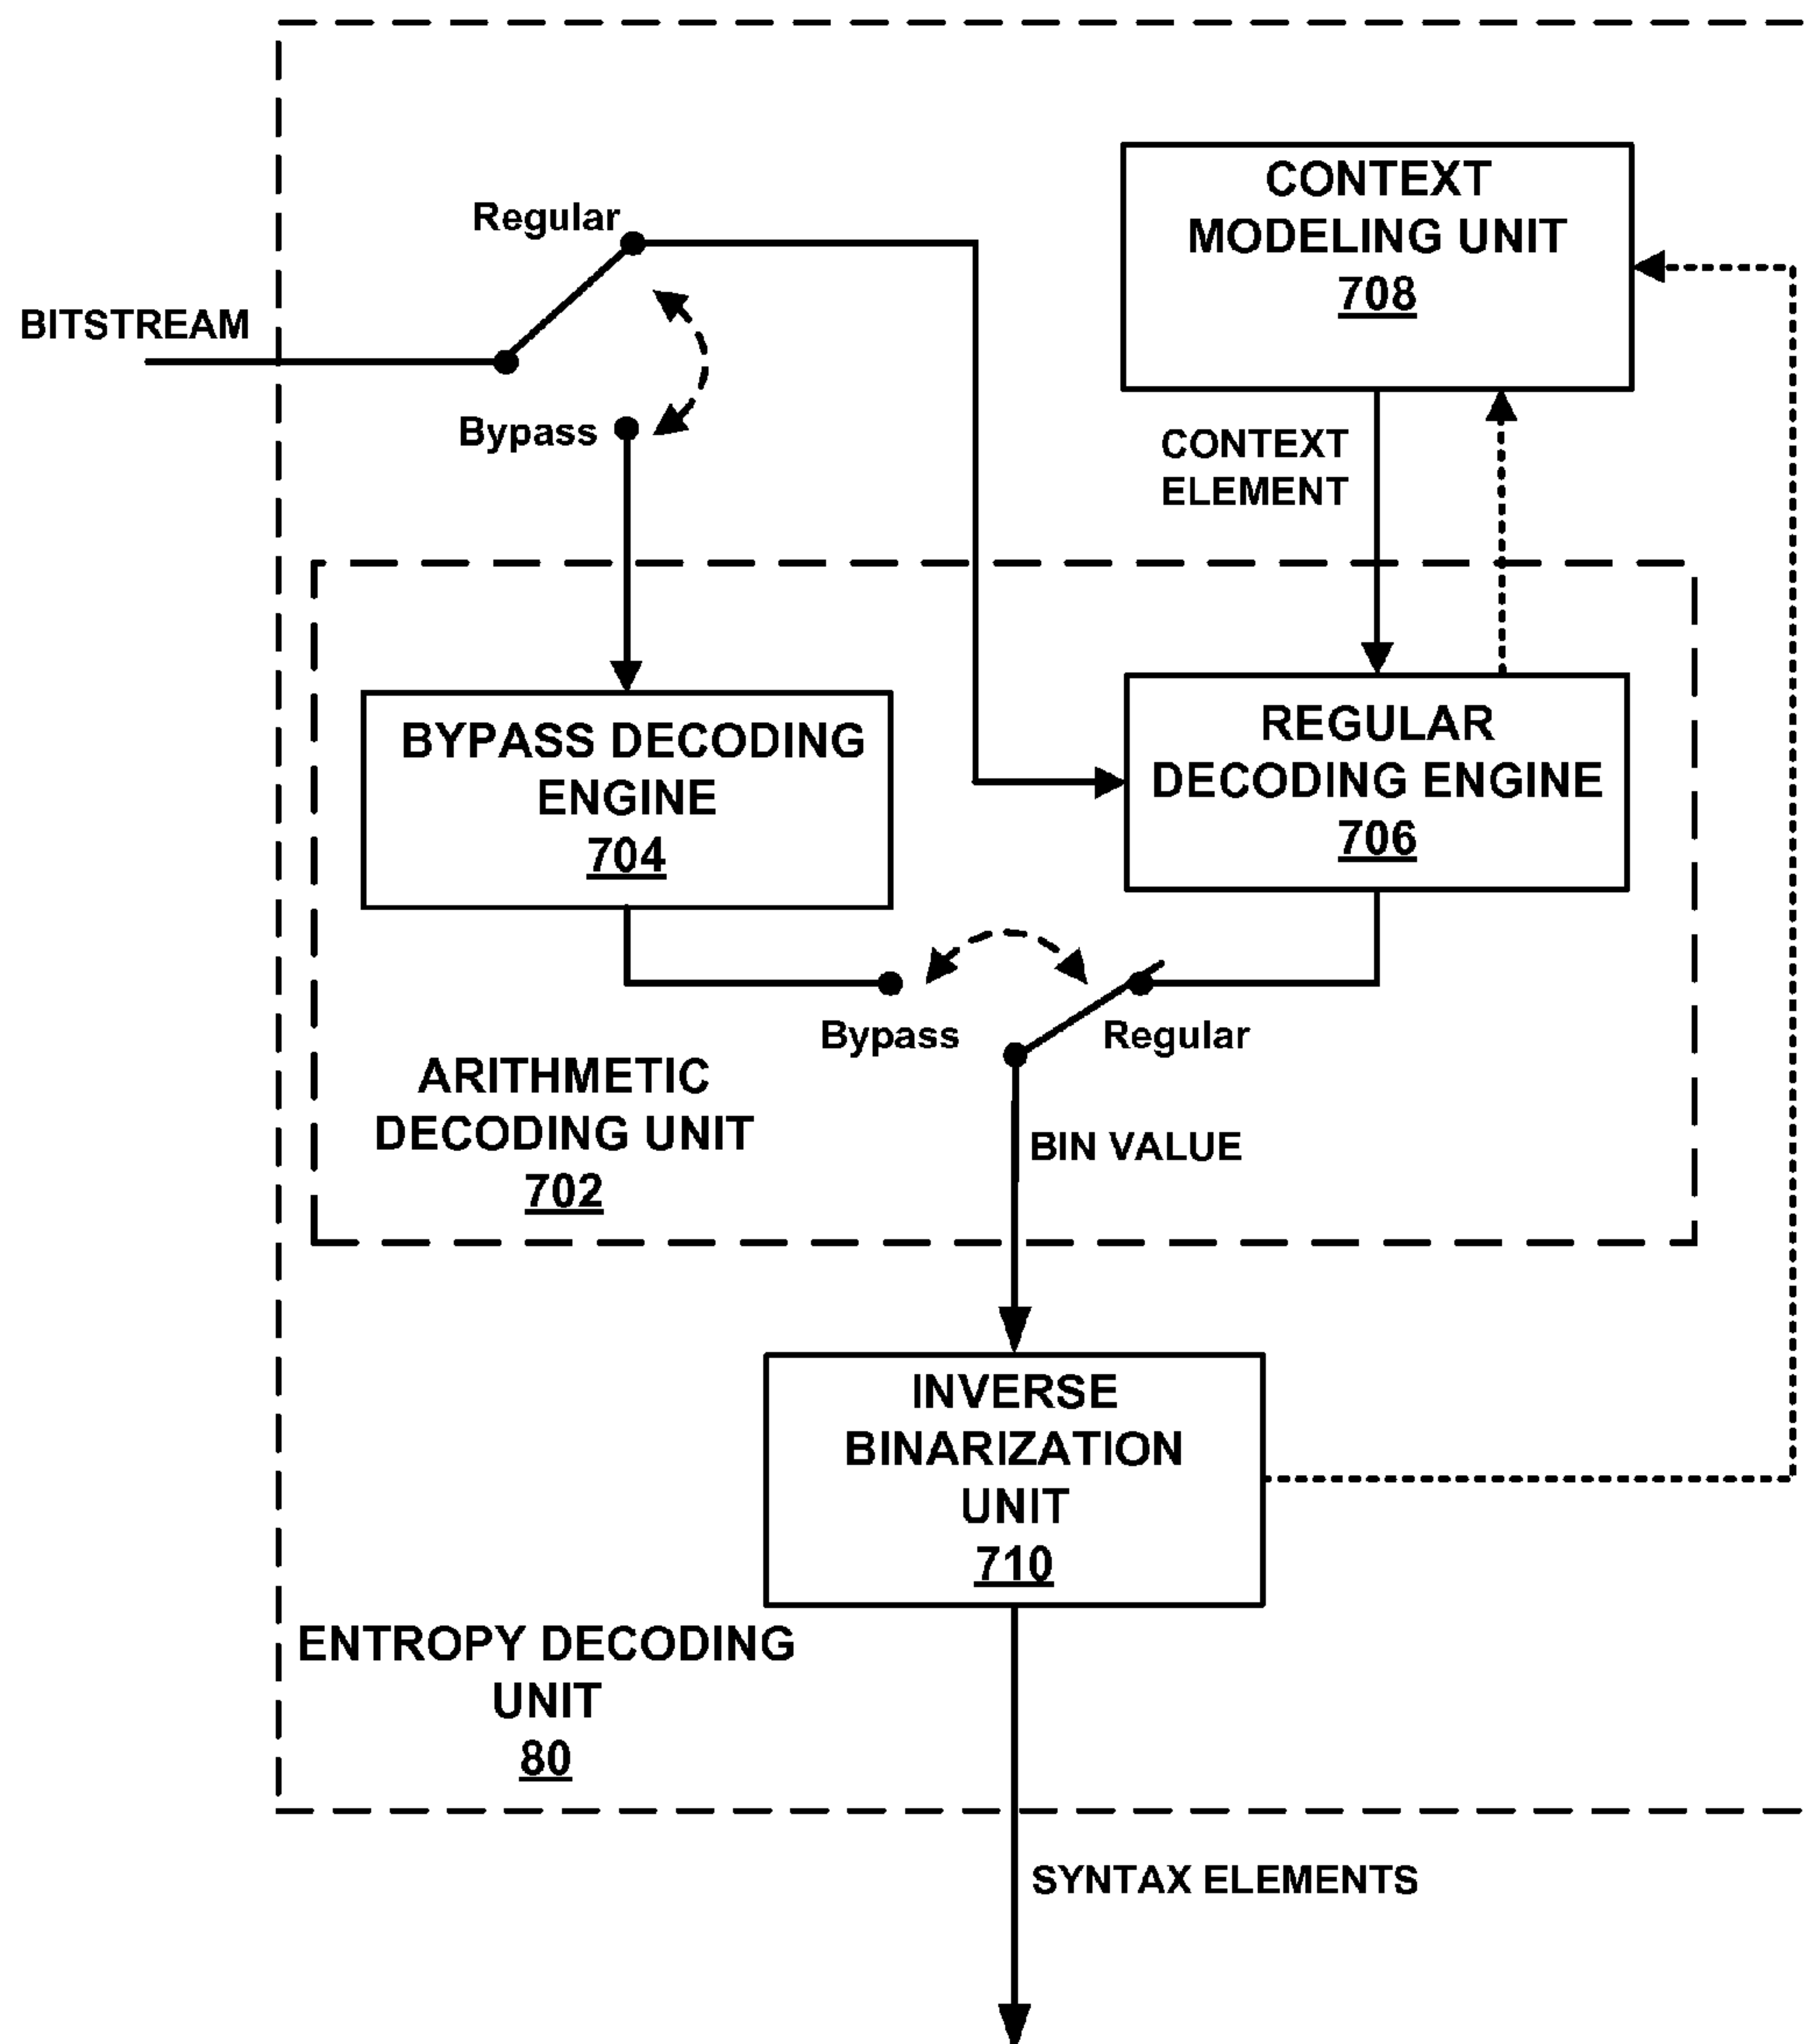 Regular
BITSTREAM
Bypass
CONTEXT
MODELING UNIT
708
CONTEXT
ELEMENT
BYPASS DECODING
ENGINE
704
REGULAR
DECODING ENGINE
706
Bypass
Regular
ARITHMETIC
DECODING UNIT
702
BIN VALUE
INVERSE
BINARIZATION
UNIT
710
ENTROPY DECODING
UNIT
80
SYNTAX ELEMENTS